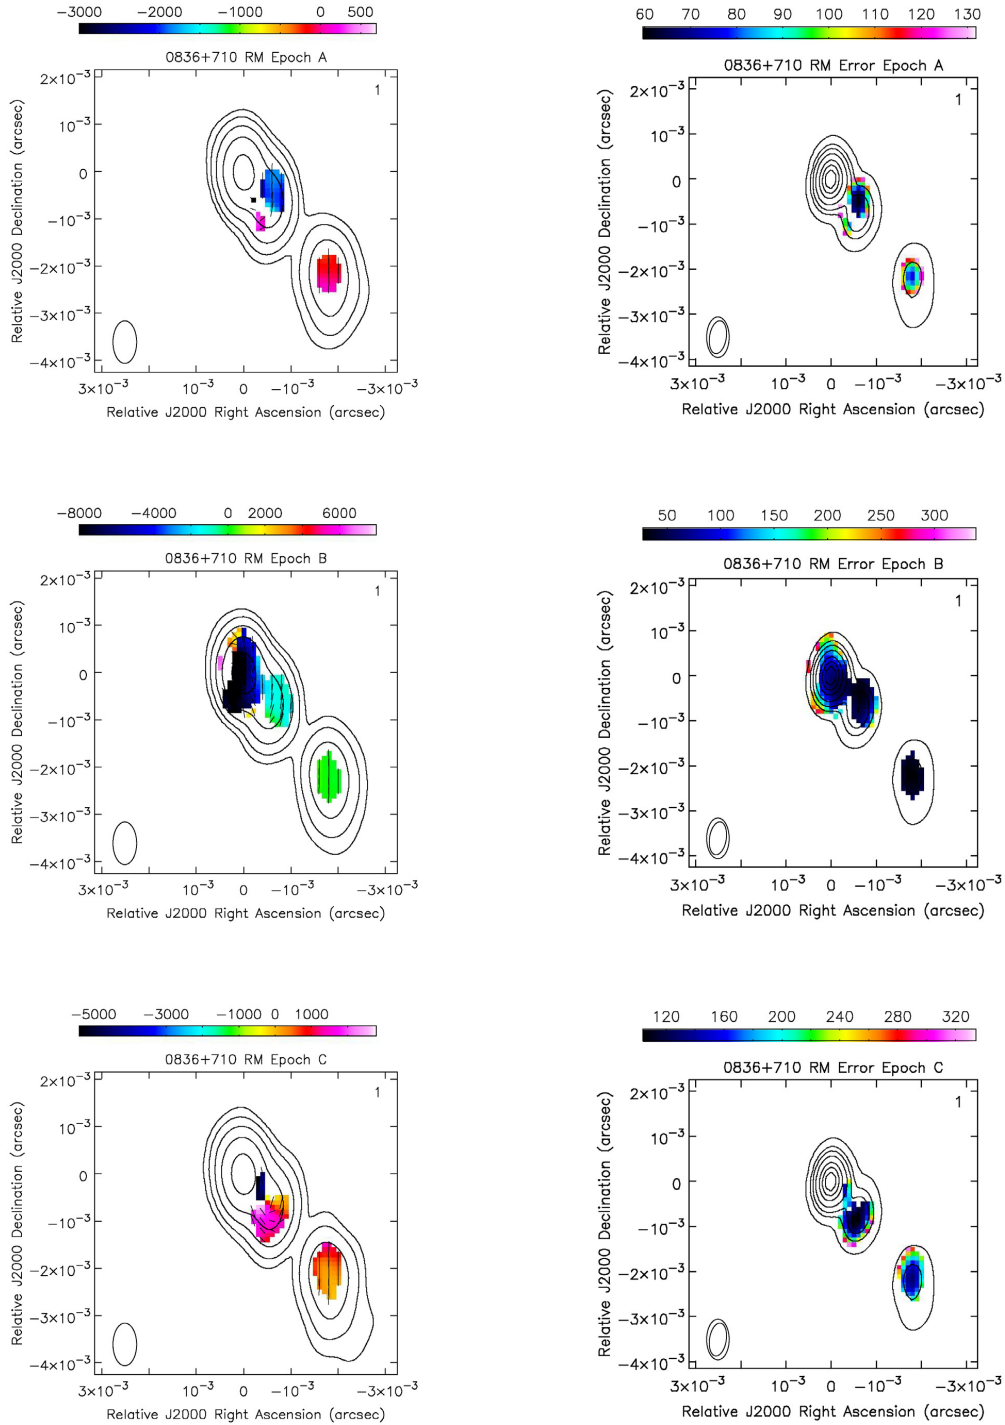 −3000 −2000 −1000 0 500
0836+710 RM Epoch A
1
2×10⁻³
10⁻³
0
−10⁻³
−2×10⁻³
−3×10⁻³
−4×10⁻³
Relative J2000 Declination (arcsec)
3×10⁻³ 10⁻³ 0 −10⁻³ −3×10⁻³
Relative J2000 Right Ascension (arcsec)
60 70 80 90 100 110 120 130
0836+710 RM Error Epoch A
1
2×10⁻³
10⁻³
0
−10⁻³
−2×10⁻³
−3×10⁻³
−4×10⁻³
Relative J2000 Declination (arcsec)
3×10⁻³ 10⁻³ 0 −10⁻³ −3×10⁻³
Relative J2000 Right Ascension (arcsec)
−8000 −4000 0 2000 6000
0836+710 RM Epoch B
1
2×10⁻³
10⁻³
0
−10⁻³
−2×10⁻³
−3×10⁻³
−4×10⁻³
Relative J2000 Declination (arcsec)
3×10⁻³ 10⁻³ 0 −10⁻³ −3×10⁻³
Relative J2000 Right Ascension (arcsec)
50 100 150 200 250 300
0836+710 RM Error Epoch B
1
2×10⁻³
10⁻³
0
−10⁻³
−2×10⁻³
−3×10⁻³
−4×10⁻³
Relative J2000 Declination (arcsec)
3×10⁻³ 10⁻³ 0 −10⁻³ −3×10⁻³
Relative J2000 Right Ascension (arcsec)
−5000 −3000 −1000 0 1000
0836+710 RM Epoch C
1
2×10⁻³
10⁻³
0
−10⁻³
−2×10⁻³
−3×10⁻³
−4×10⁻³
Relative J2000 Declination (arcsec)
3×10⁻³ 10⁻³ 0 −10⁻³ −3×10⁻³
Relative J2000 Right Ascension (arcsec)
120 160 200 240 280 320
0836+710 RM Error Epoch C
1
2×10⁻³
10⁻³
0
−10⁻³
−2×10⁻³
−3×10⁻³
−4×10⁻³
Relative J2000 Declination (arcsec)
3×10⁻³ 10⁻³ 0 −10⁻³ −3×10⁻³
Relative J2000 Right Ascension (arcsec)